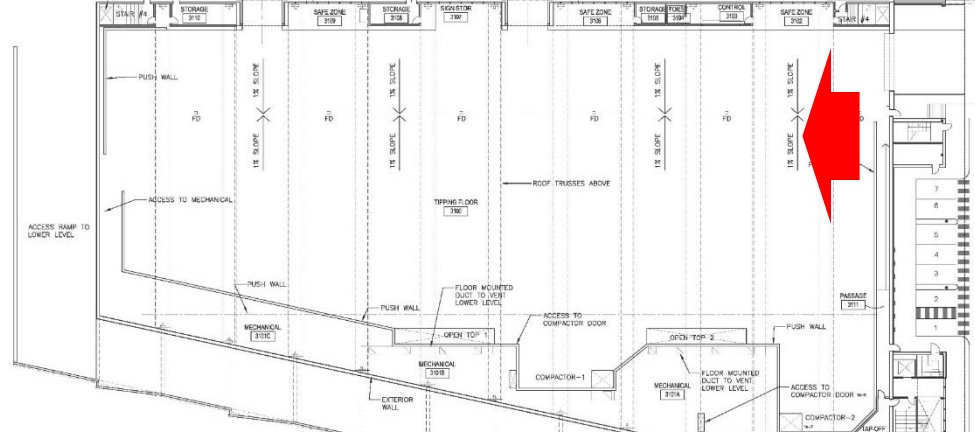 STAIR #4
STORAGE
3110
SAFE ZONE
3109
STORAGE
3108
SIGN STOR
3107
SAFE ZONE
3106
STORAGE
3105
CONTROL
3103
SAFE ZONE
3102
STAIR #4
PUSH WALL
1% SLOPE
1% SLOPE
1% SLOPE
1% SLOPE
FD
FD
FD
FD
FD
FD
1% SLOPE
1% SLOPE
1% SLOPE
1% SLOPE
ROOF TRUSSES ABOVE
ACCESS TO MECHANICAL
TIPPING FLOOR
3100
ACCESS RAMP TO
LOWER LEVEL
7
6
5
4
3
2
1
PUSH WALL
FLOOR MOUNTED
DUCT TO VENT
LOWER LEVEL
PASSAGE
3111
PUSH WALL
ACCESS TO
COMPACTOR DOOR
MECHANICAL
3101C
OPEN TOP 1
OPEN TOP 2
PUSH WALL
MECHANICAL
3101B
COMPACTOR-1
FLOOR MOUNTED
DUCT TO VENT
LOWER LEVEL
MECHANICAL
3101A
ACCESS TO
COMPACTOR DOOR
EXTERIOR
WALL
COMPACTOR-2
TAP-OFF